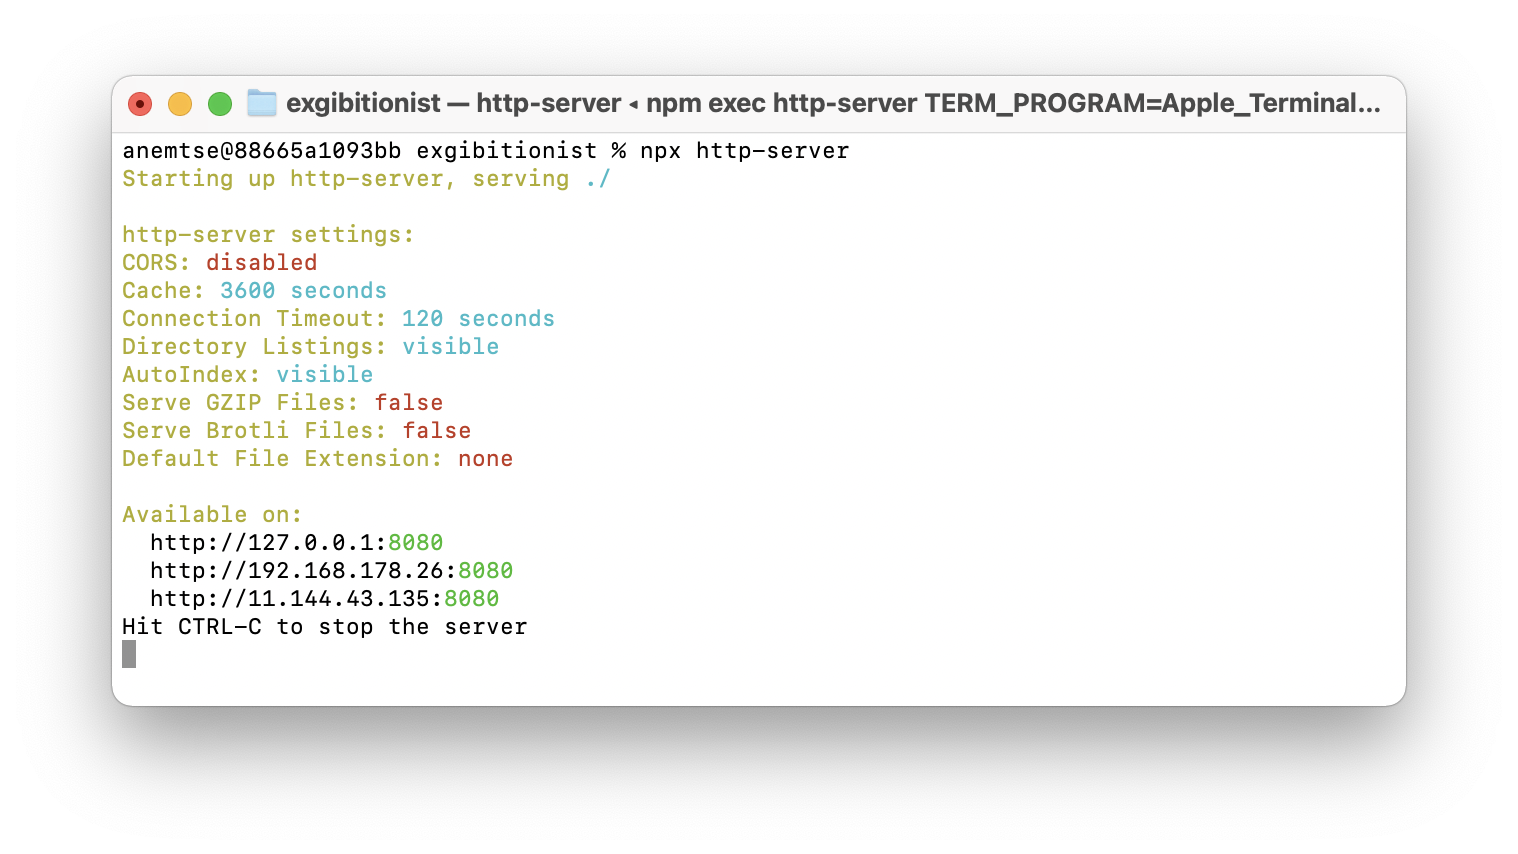 exgibitionist — http-server ◂ npm exec http-server TERM_PROGRAM=Apple_Terminal...
anemtse@88665a1093bb exgibitionist % npx http-server
Starting up http-server, serving ./

http-server settings:
CORS: disabled
Cache: 3600 seconds
Connection Timeout: 120 seconds
Directory Listings: visible
AutoIndex: visible
Serve GZIP Files: false
Serve Brotli Files: false
Default File Extension: none

Available on:
  http://127.0.0.1:8080
  http://192.168.178.26:8080
  http://11.144.43.135:8080
Hit CTRL-C to stop the server